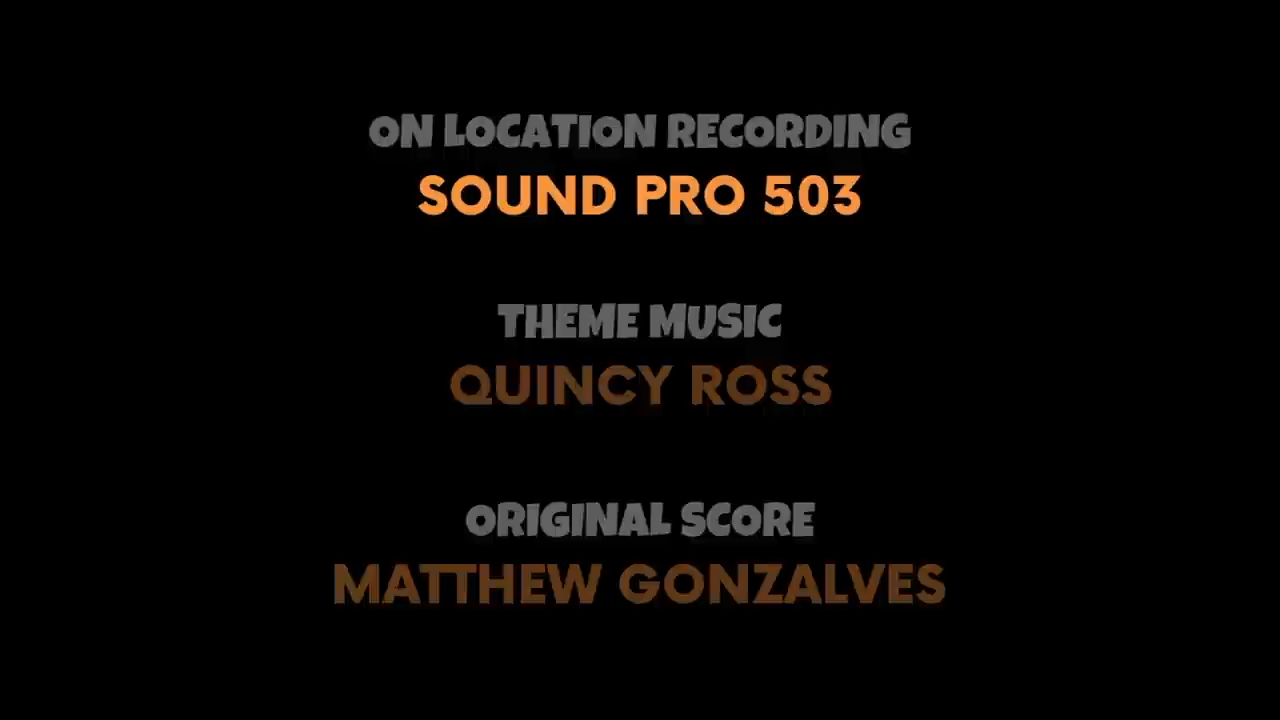 ON LOCATION RECORDING
SOUND PRO 503
THEME MUSIC
QUINCY ROSS
ORIGINAL SCORE
MATTHEW GONZALVES